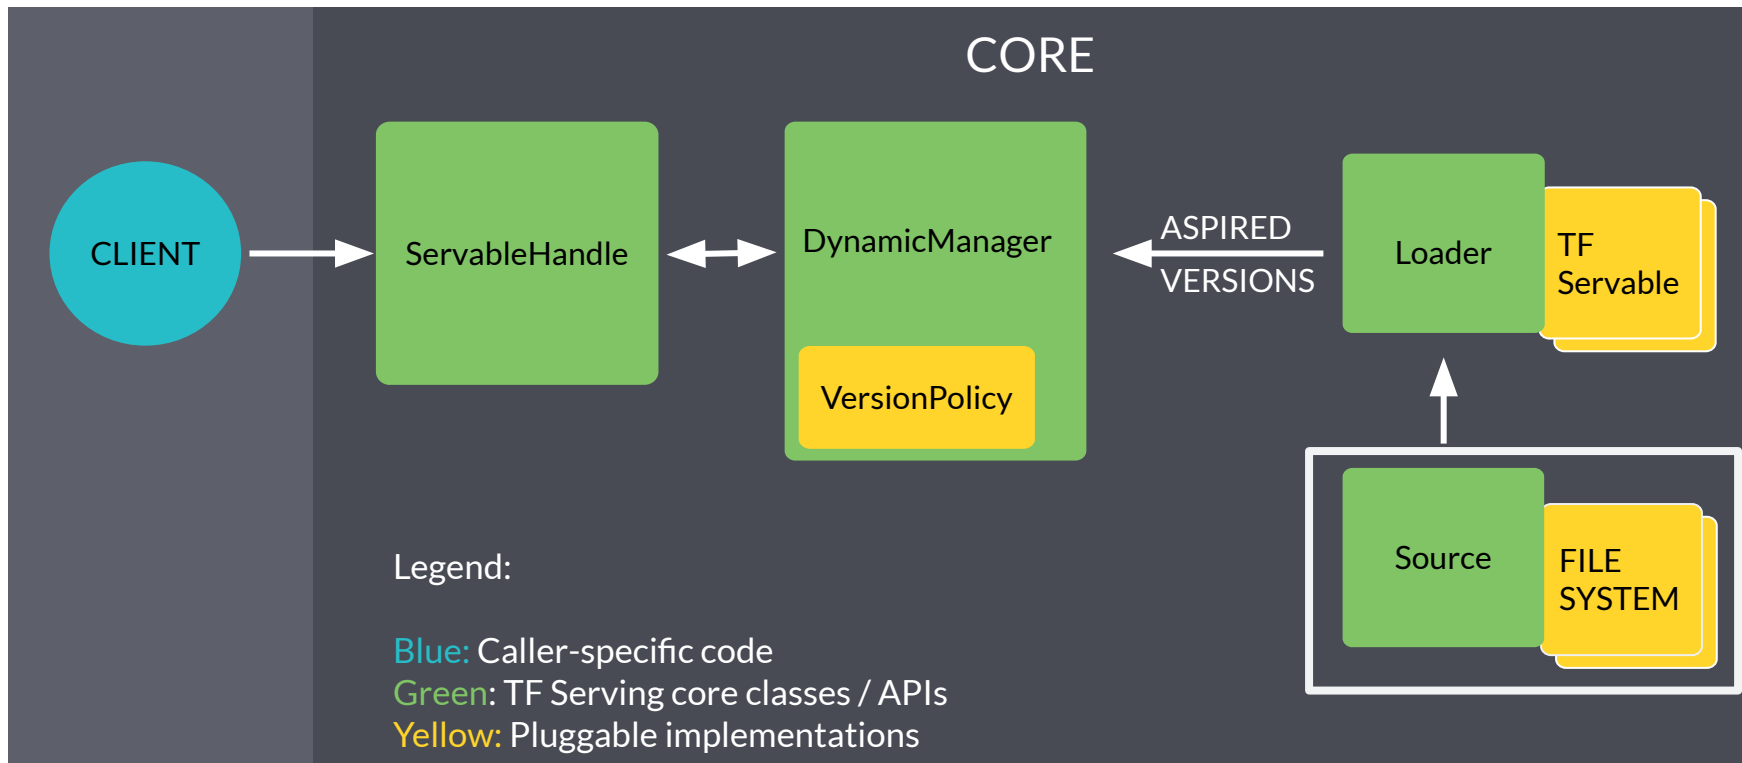 CORE
CLIENT
ServableHandle
DynamicManager
VersionPolicy
ASPIRED
VERSIONS
Loader
TF
Servable
Source
FILE
SYSTEM
Legend:
Blue: Caller-specific code
Green: TF Serving core classes / APIs
Yellow: Pluggable implementations